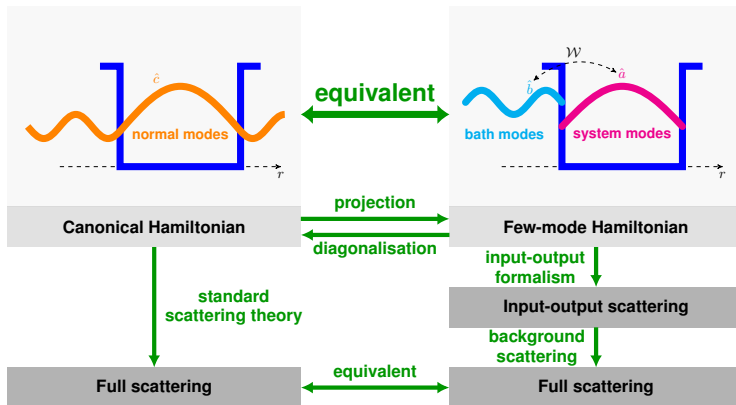 ĉ
normal modes
r
equivalent
𝒲
b̂
â
bath modes
system modes
r
Canonical Hamiltonian
projection
diagonalisation
Few-mode Hamiltonian
standard
scattering theory
input-output
formalism
Input-output scattering
background
scattering
Full scattering
equivalent
Full scattering